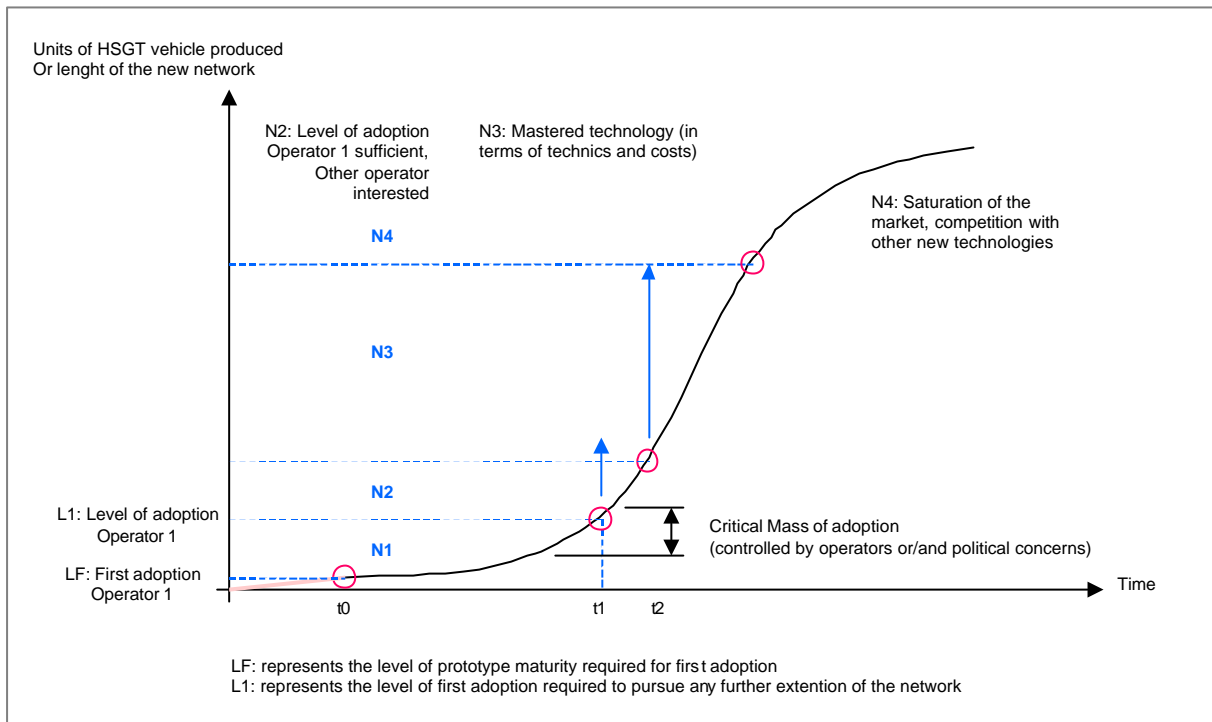 Units of HSGT vehicle produced
Or lenght of the new network
N2: Level of adoption
Operator 1 sufficient,
Other operator
interested
N3: Mastered technology (in
terms of technics and costs)
N4: Saturation of the
market, competition with
other new technologies
N4
N3
N2
L1: Level of adoption
Operator 1
N1
Critical Mass of adoption
(controlled by operators or/and political concerns)
LF: First adoption
Operator 1
Time
t0
t1
t2
LF: represents the level of prototype maturity required for first adoption
L1: represents the level of first adoption required to pursue any further extention of the network